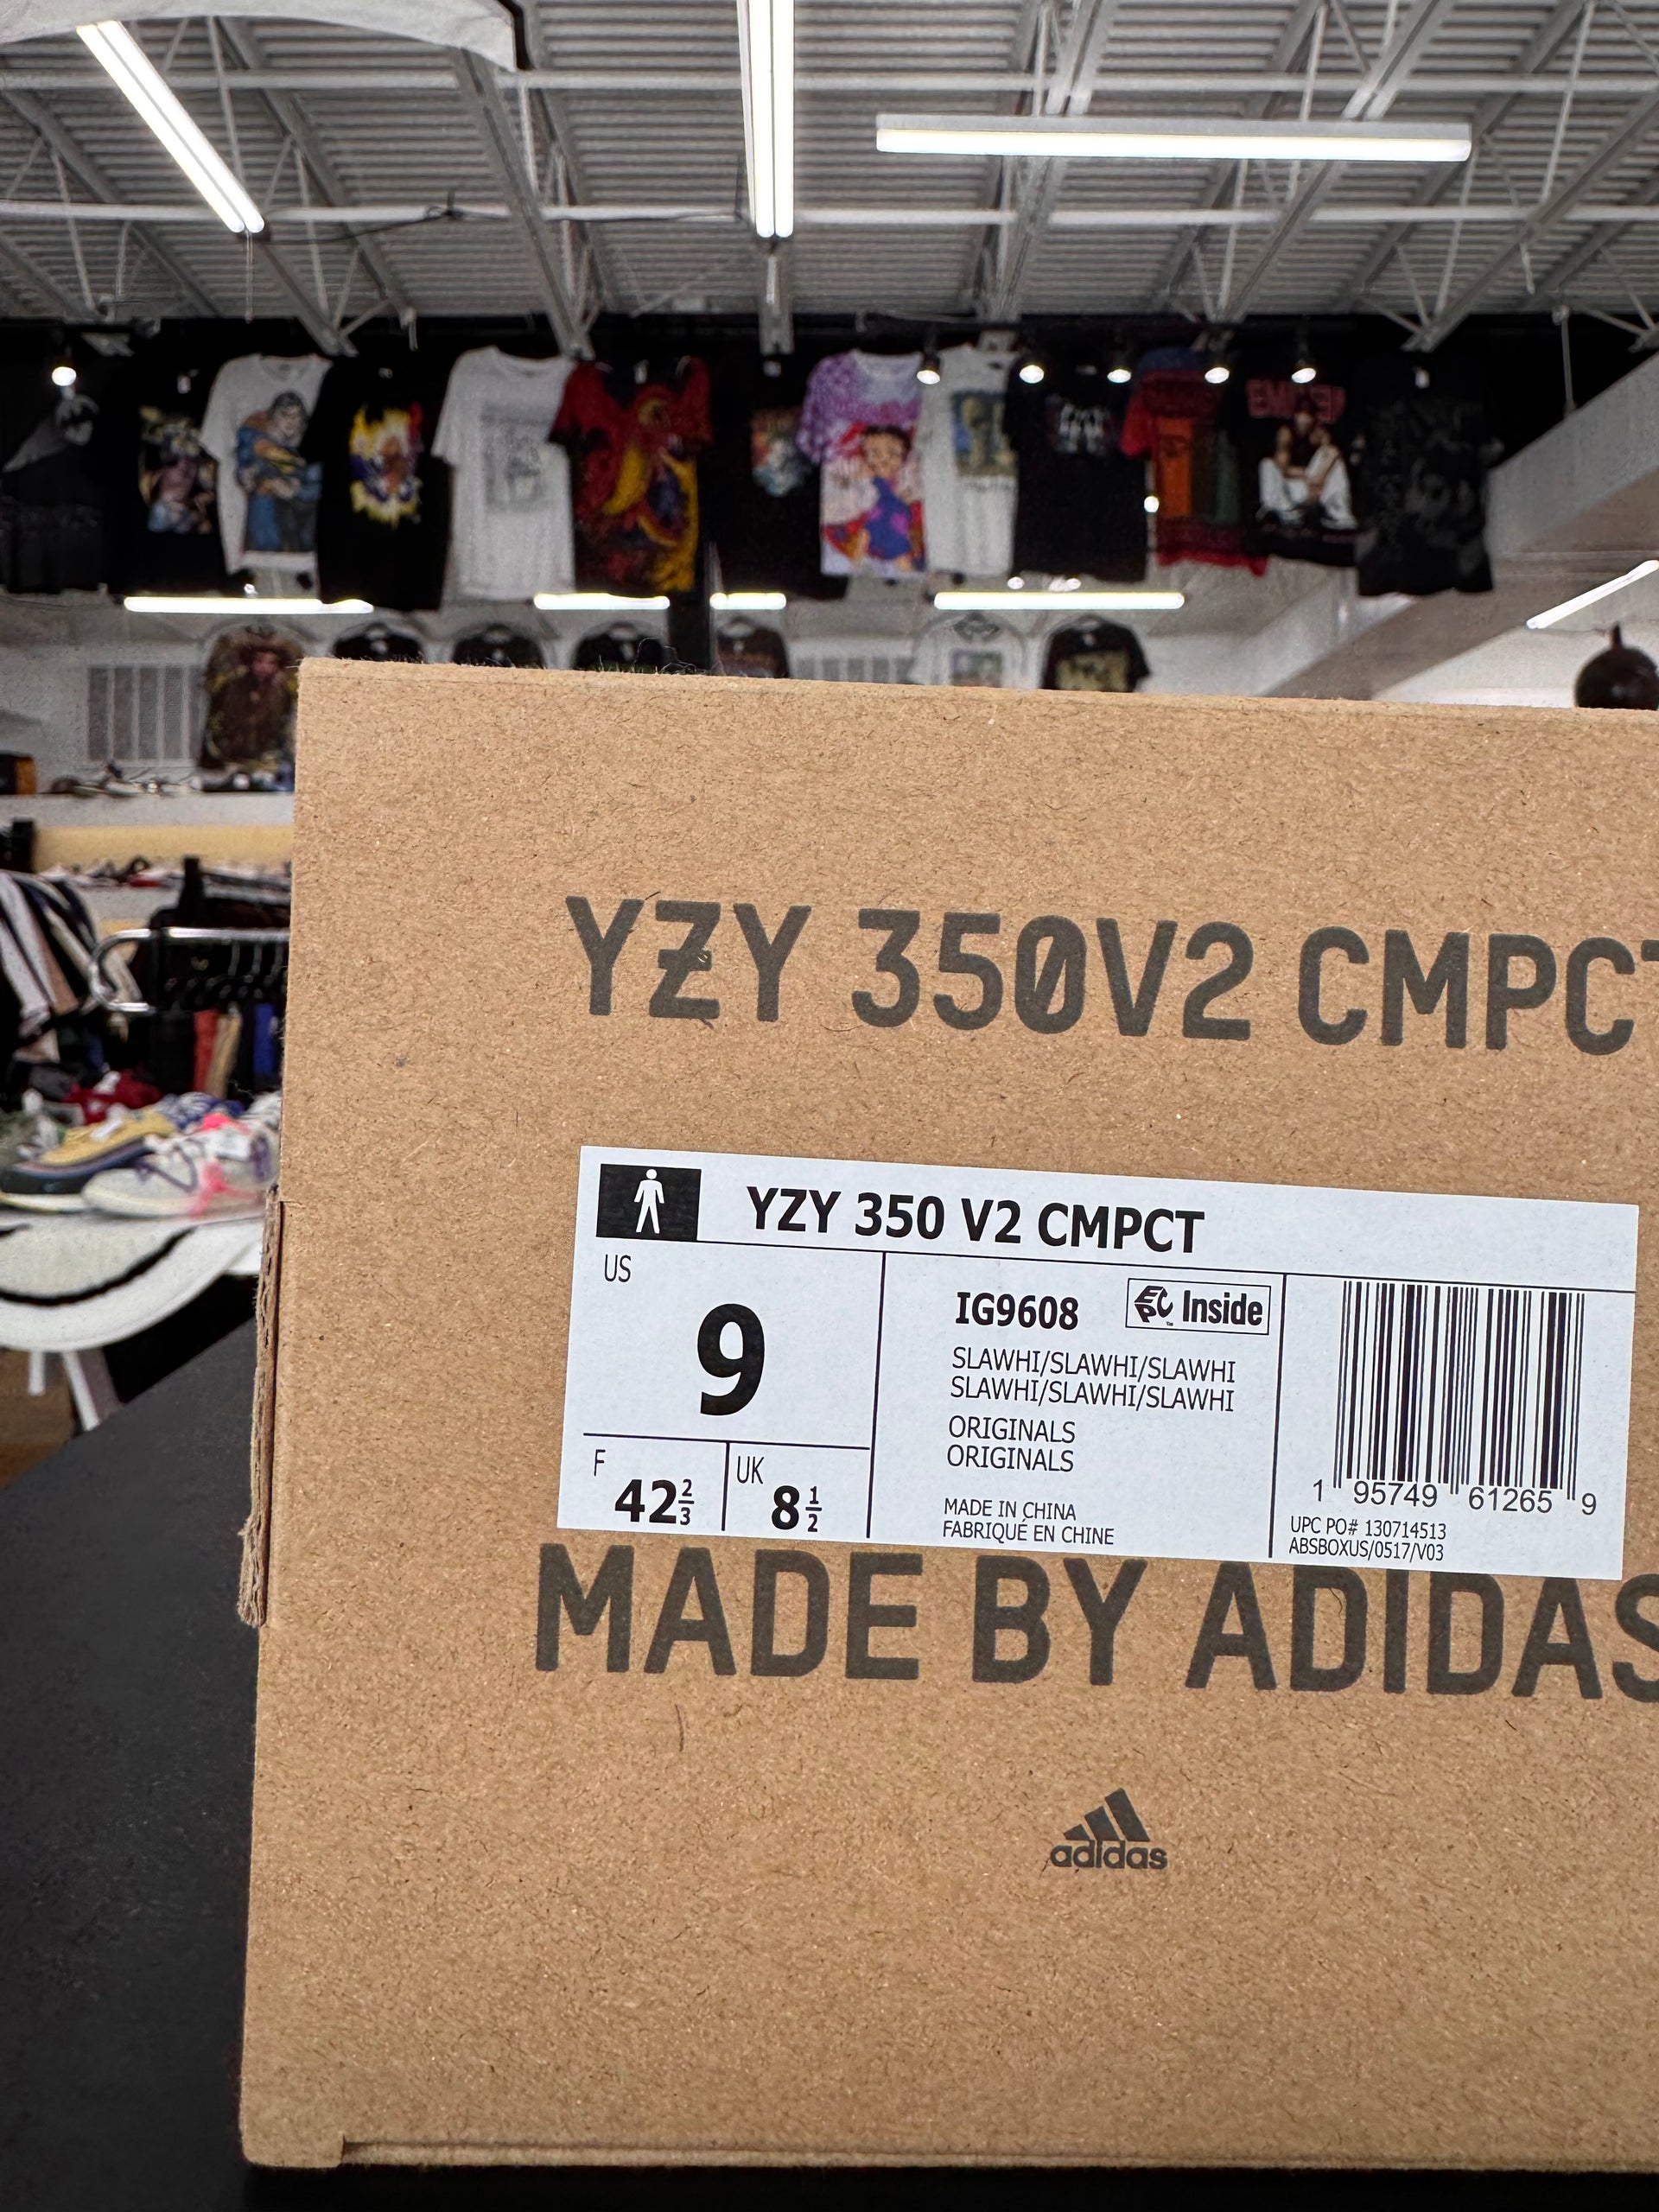 EMINEM
YZY 350V2 CMPCT
YZY 350 V2 CMPCT
US
9
F
42 2/3
UK
8 1/2
IG9608
EPC Inside
SLAWHI/SLAWHI/SLAWHI
SLAWHI/SLAWHI/SLAWHI
ORIGINALS
ORIGINALS
MADE IN CHINA
FABRIQUÉ EN CHINE
1 95749 61265 9
UPC PO# 130714513
ABSBOXUS/0517/V03
MADE BY ADIDAS
adidas